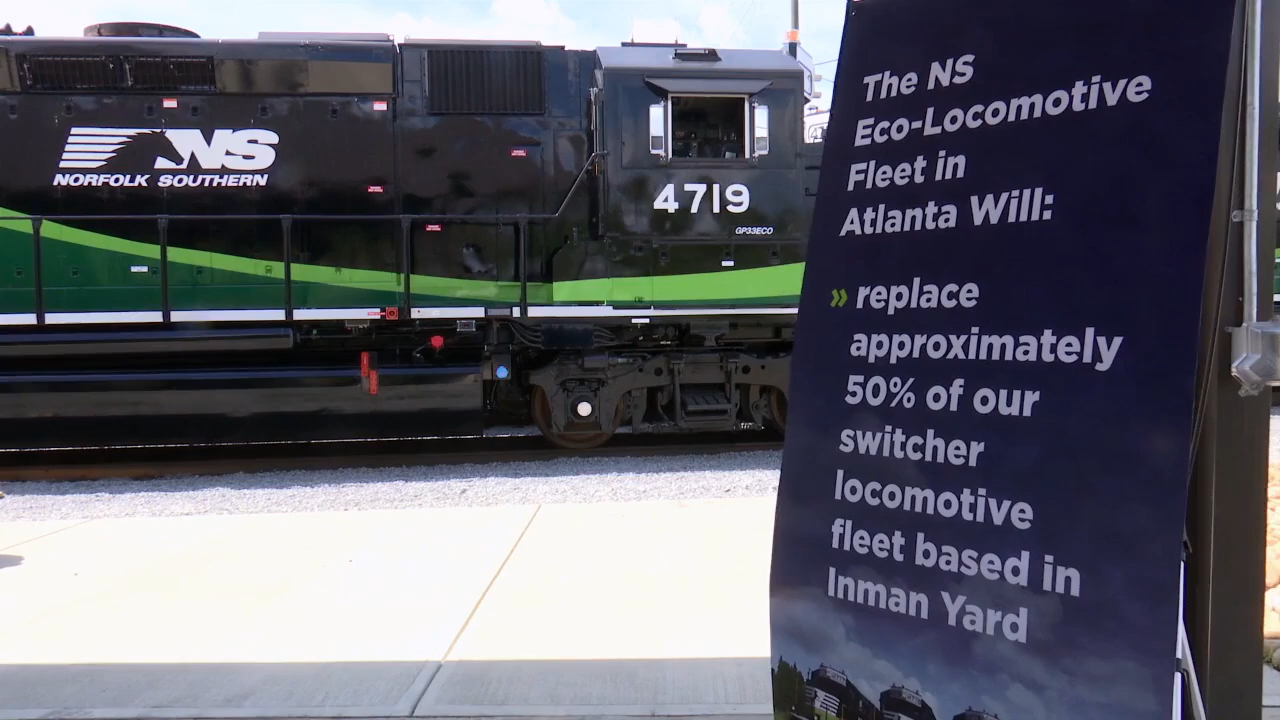 NS
NORFOLK SOUTHERN
4719
GP33ECO
The NS
Eco-Locomotive
Fleet in
Atlanta Will:
» replace
approximately
50% of our
switcher
locomotive
fleet based in
Inman Yard